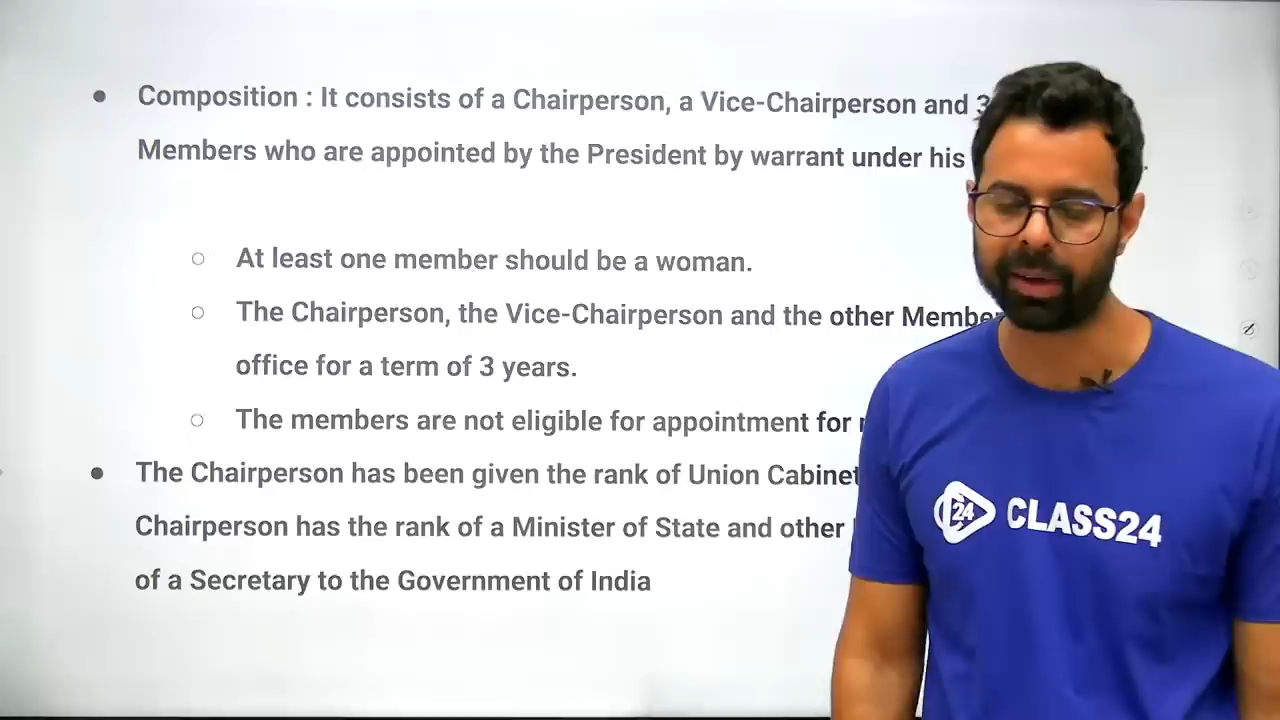 Composition : It consists of a Chairperson, a Vice-Chairperson and 3
Members who are appointed by the President by warrant under his
At least one member should be a woman.
The Chairperson, the Vice-Chairperson and the other
office for a term of 3 years.
The members are not eligible for appointment for
The Chairperson has been given the rank of Union Cabinet
Chairperson has the rank of a Minister of State and other
of a Secretary to the Government of India
24 CLASS24